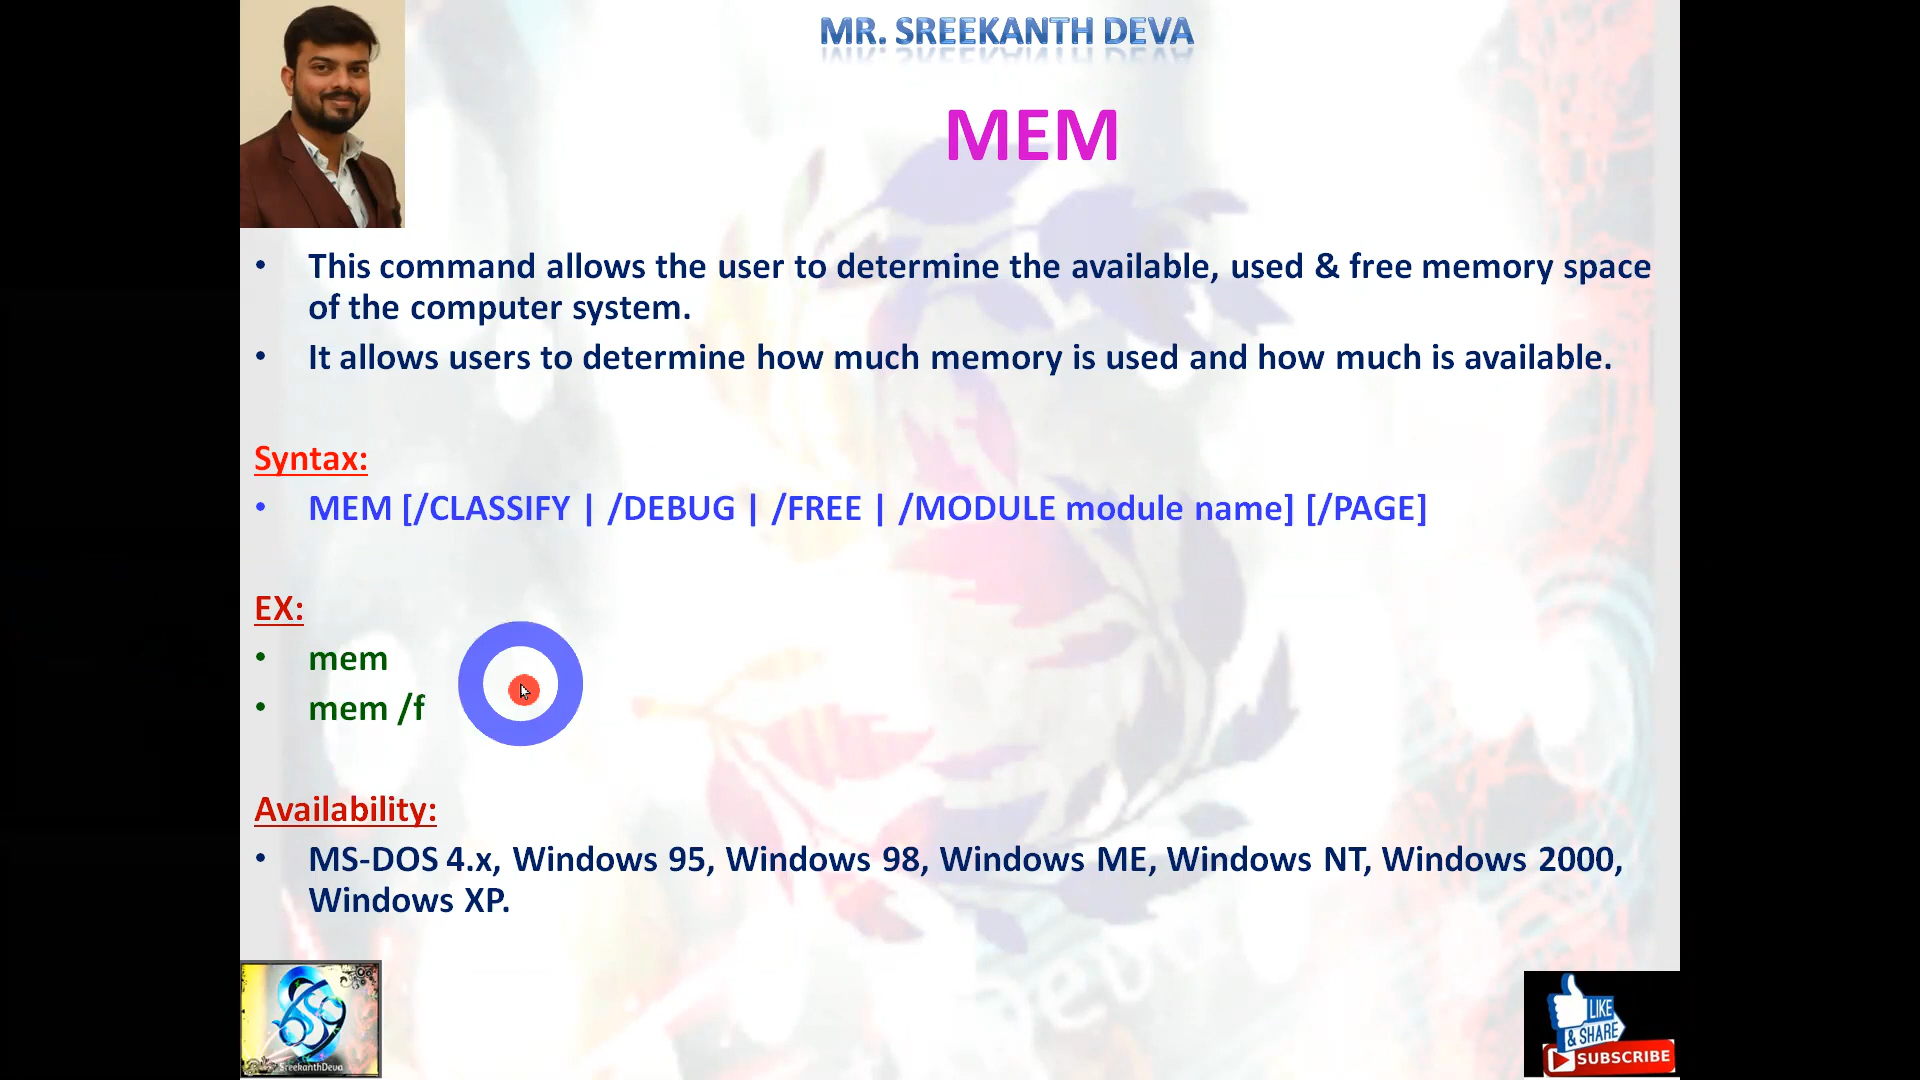 MR. SREEKANTH DEVA
MEM
• This command allows the user to determine the available, used & free memory space
of the computer system.
• It allows users to determine how much memory is used and how much is available.
Syntax:
• MEM [/CLASSIFY | /DEBUG | /FREE | /MODULE module name] [/PAGE]
EX:
• mem
• mem /f
Availability:
• MS-DOS 4.x, Windows 95, Windows 98, Windows ME, Windows NT, Windows 2000,
Windows XP.
SreekanthDeva
LIKE
& SHARE
SUBSCRIBE